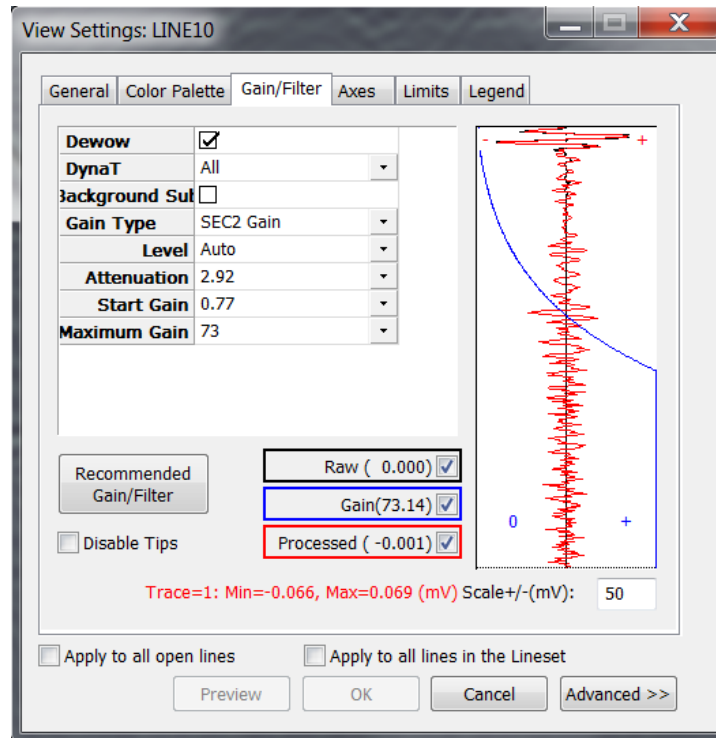 View Settings: LINE10
General Color Palette Gain/Filter Axes Limits Legend
Dewow
DynaT All
Background Sub
Gain Type SEC2 Gain
Level Auto
Attenuation 2.92
Start Gain 0.77
Maximum Gain 73
- +
Recommended
Gain/Filter
Raw ( 0.000)
Gain(73.14)
0 +
Disable Tips
Processed ( -0.001)
Trace=1: Min=-0.066, Max=0.069 (mV) Scale+/-(mV): 50
Apply to all open lines Apply to all lines in the Lineset
Preview OK Cancel Advanced >>